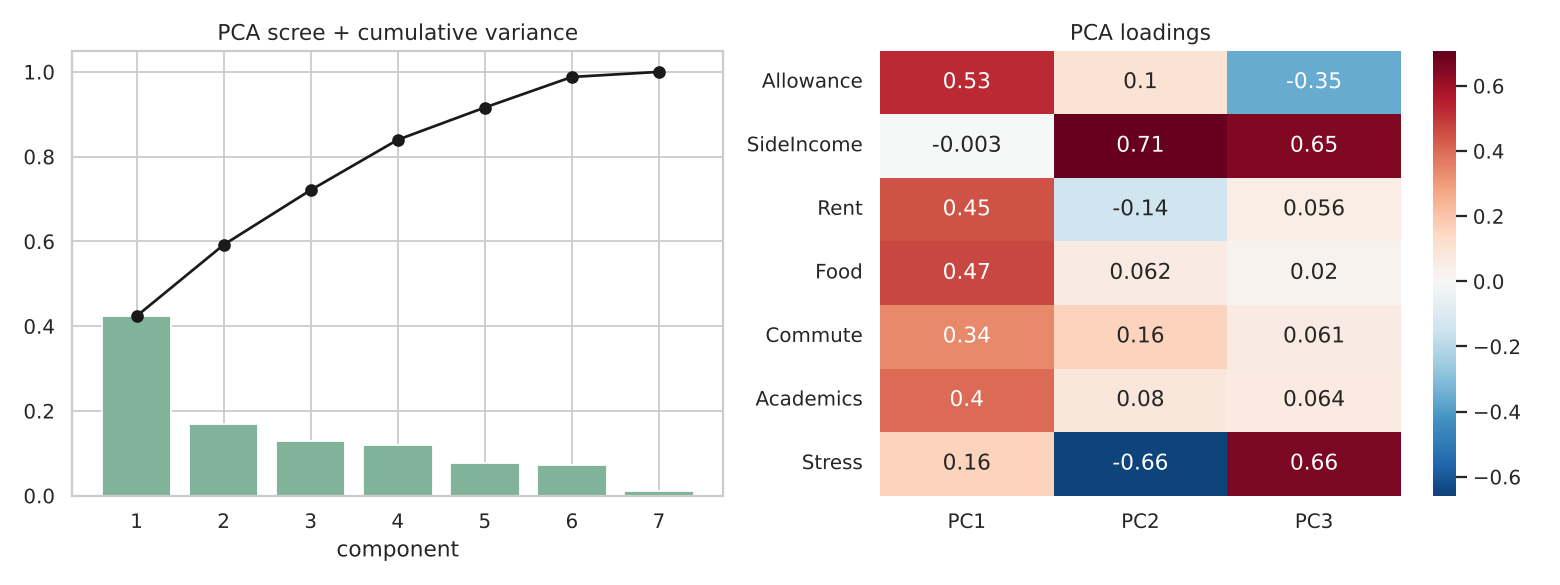 PCA scree + cumulative variance
1.0
0.8
0.6
0.4
0.2
0.0
1 2 3 4 5 6 7
component
PCA loadings
Allowance 0.53 0.1 -0.35
SideIncome -0.003 0.71 0.65
Rent 0.45 -0.14 0.056
Food 0.47 0.062 0.02
Commute 0.34 0.16 0.061
Academics 0.4 0.08 0.064
Stress 0.16 -0.66 0.66
PC1 PC2 PC3
0.6
0.4
0.2
0.0
−0.2
−0.4
−0.6